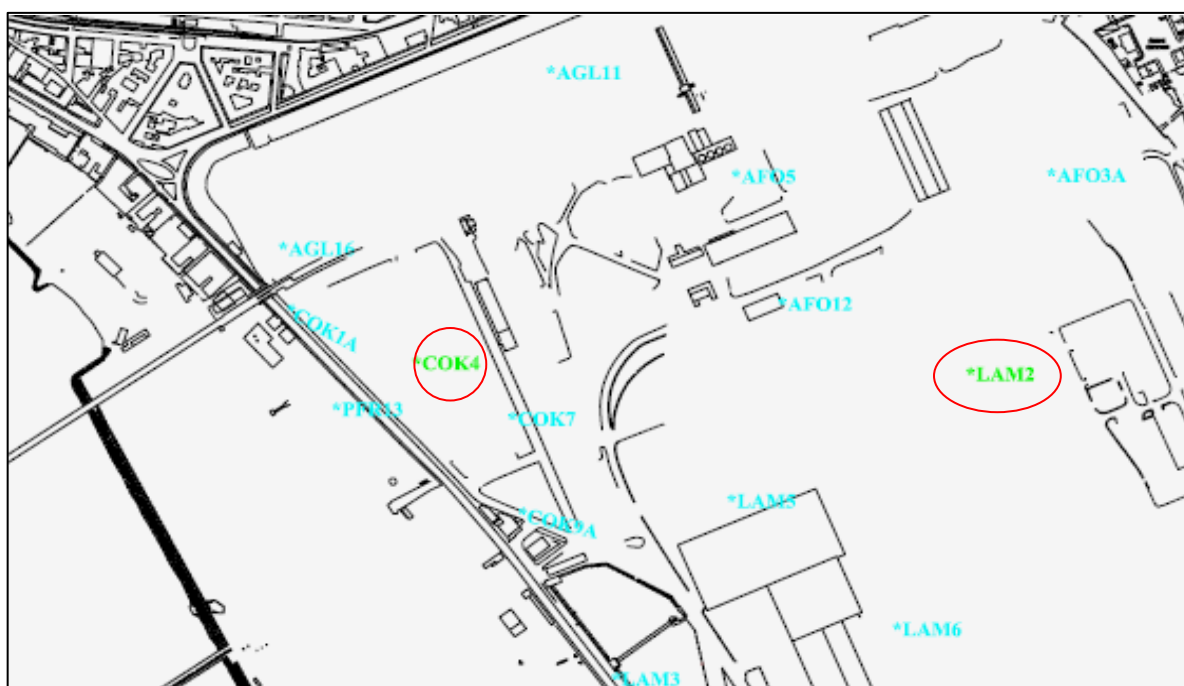 *AGL11
*AFO5
*AFO3A
*AGL16
*AFO12
*COK1A
*COK4
*LAM2
*PFR13
*COK7
*LAM5
*COK9A
*LAM6
*LAM3